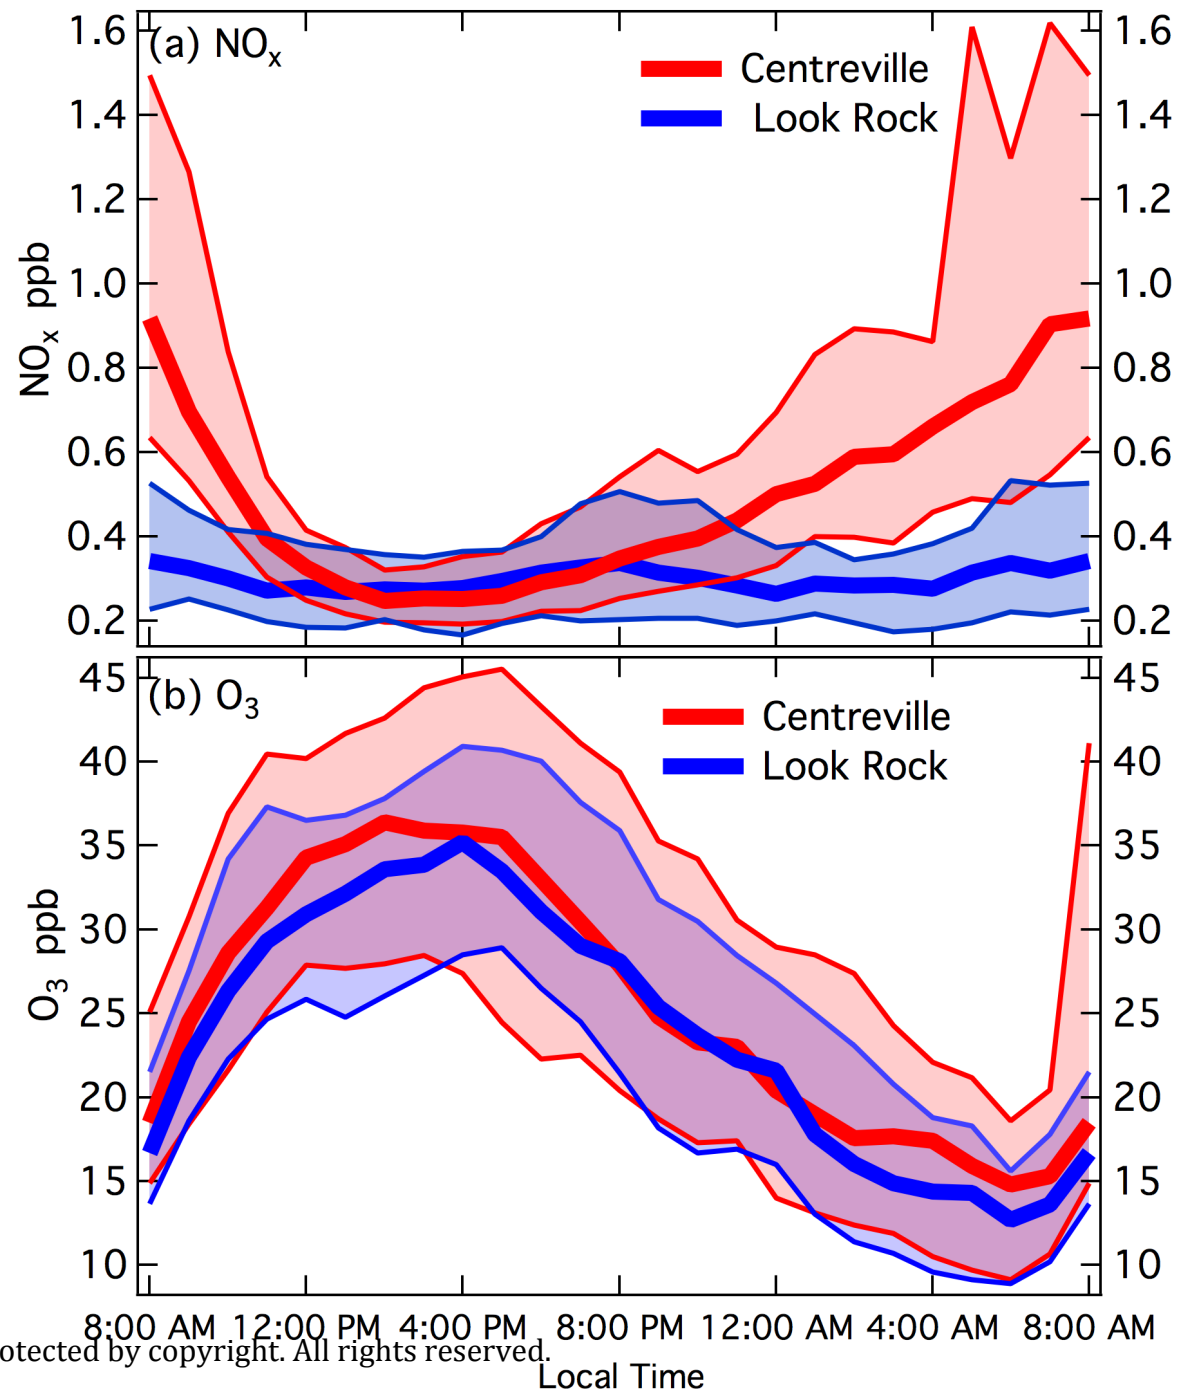 (a) NOx
Centreville
Look Rock
NOx ppb
1.6
1.4
1.2
1.0
0.8
0.6
0.4
0.2
1.6
1.4
1.2
1.0
0.8
0.6
0.4
0.2
(b) O3
Centreville
Look Rock
O3 ppb
45
40
35
30
25
20
15
10
45
40
35
30
25
20
15
10
8:00 AM 12:00 PM 4:00 PM 8:00 PM 12:00 AM 4:00 AM 8:00 AM
otected by copyright. All rights reserved.
Local Time